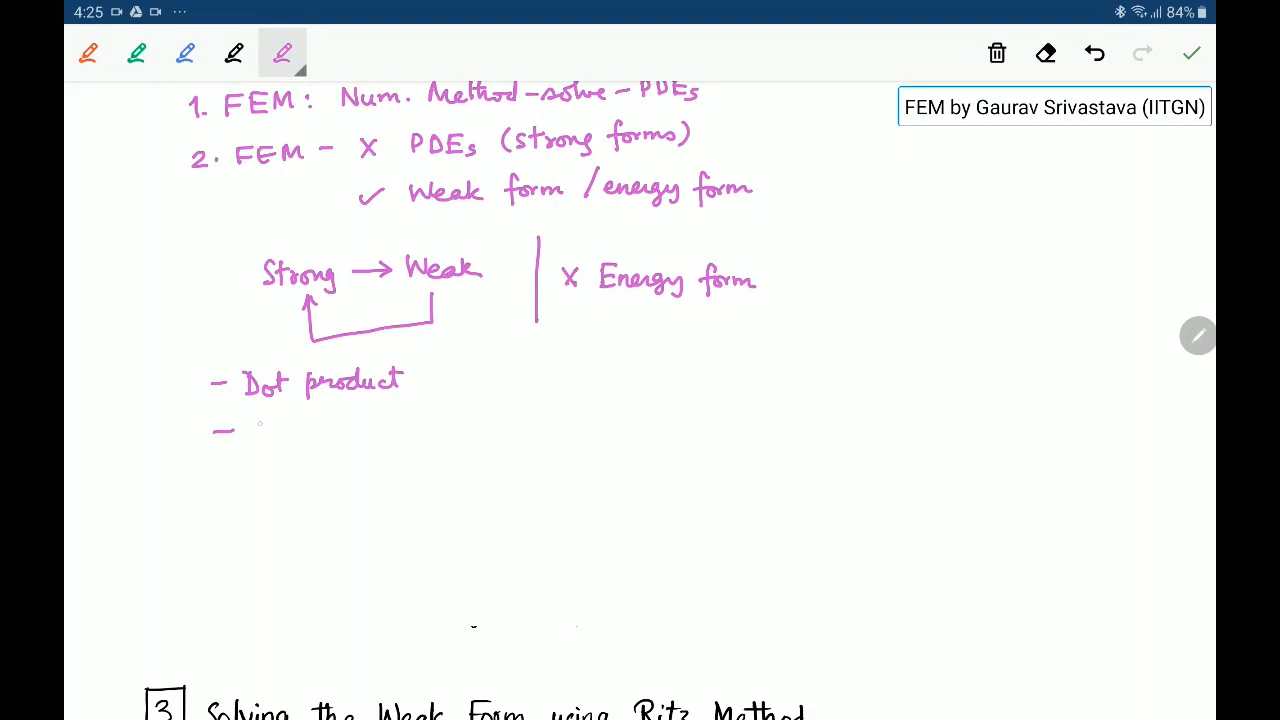 4:25 ... 84%
FEM by Gaurav Srivastava (IITGN)
1. FEM : Num. Method - solve - PDEs
2. FEM - X PDEs (strong forms)
✓ Weak form / energy form
Strong → Weak | X Energy form
- Dot product
-
3 Solving the Weak Form using Ritz Method